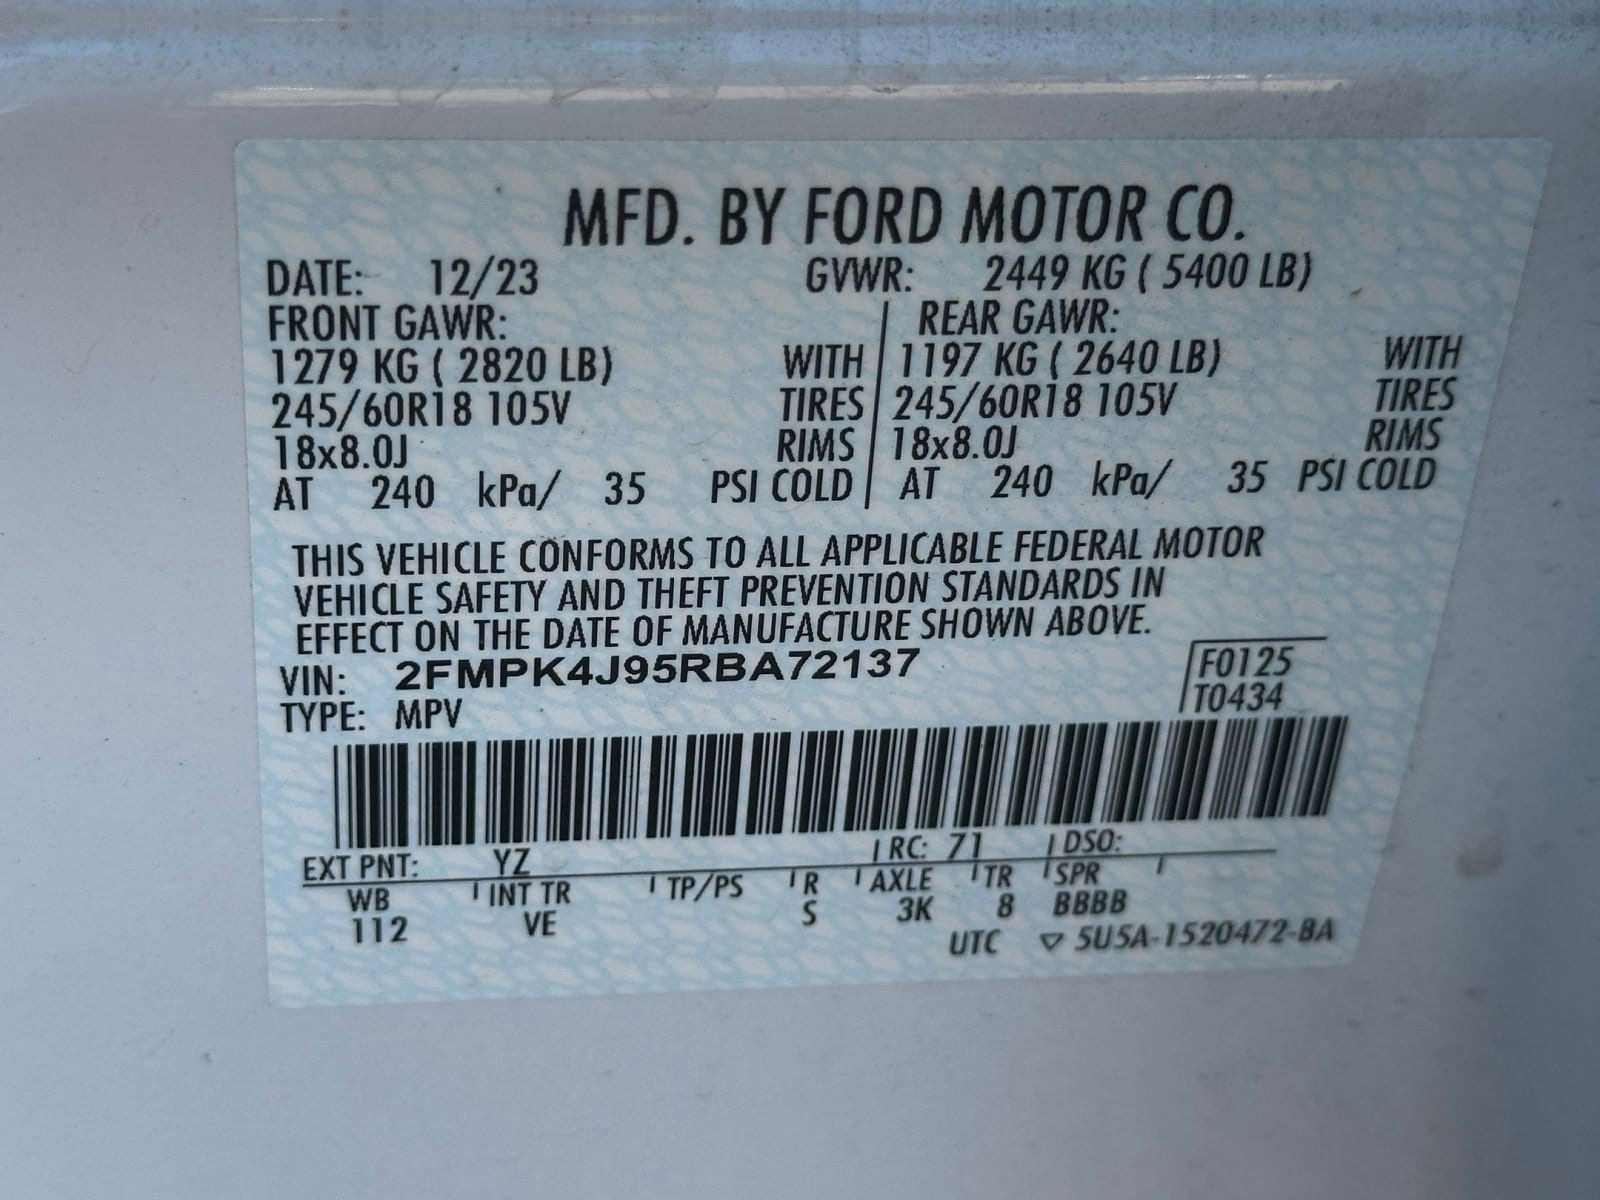 MFD. BY FORD MOTOR CO.
DATE: 12/23 GVWR: 2449 KG ( 5400 LB)
FRONT GAWR: REAR GAWR:
1279 KG ( 2820 LB) WITH 1197 KG ( 2640 LB) WITH
245/60R18 105V TIRES 245/60R18 105V TIRES
18x8.0J RIMS 18x8.0J RIMS
AT 240 kPa/ 35 PSI COLD AT 240 kPa/ 35 PSI COLD
THIS VEHICLE CONFORMS TO ALL APPLICABLE FEDERAL MOTOR
VEHICLE SAFETY AND THEFT PREVENTION STANDARDS IN
EFFECT ON THE DATE OF MANUFACTURE SHOWN ABOVE.
VIN: 2FMPK4J95RBA72137 F0125
TYPE: MPV T0434
EXT PNT: YZ RC: 71 DSO:
WB INT TR TP/PS R AXLE TR SPR
112 VE S 3K 8 BBBB
UTC ▽ 5U5A-1520472-BA